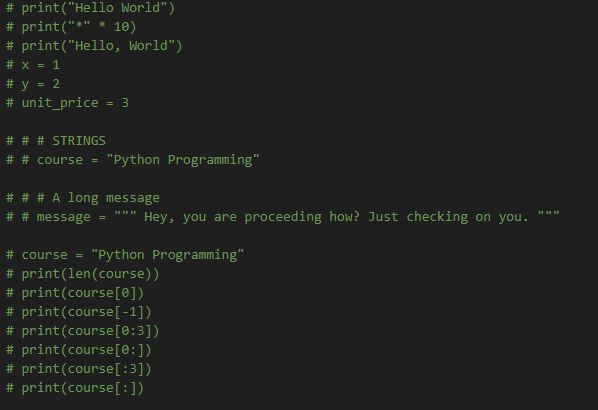 # print("Hello World")
# print("*" * 10)
# print("Hello, World")
# x = 1
# y = 2
# unit_price = 3
# # # STRINGS
# # course = "Python Programming"
# # # A long message
# # message = """ Hey, you are proceeding how? Just checking on you. """
# course = "Python Programming"
# print(len(course))
# print(course[0])
# print(course[-1])
# print(course[0:3])
# print(course[0:])
# print(course[:3])
# print(course[:])